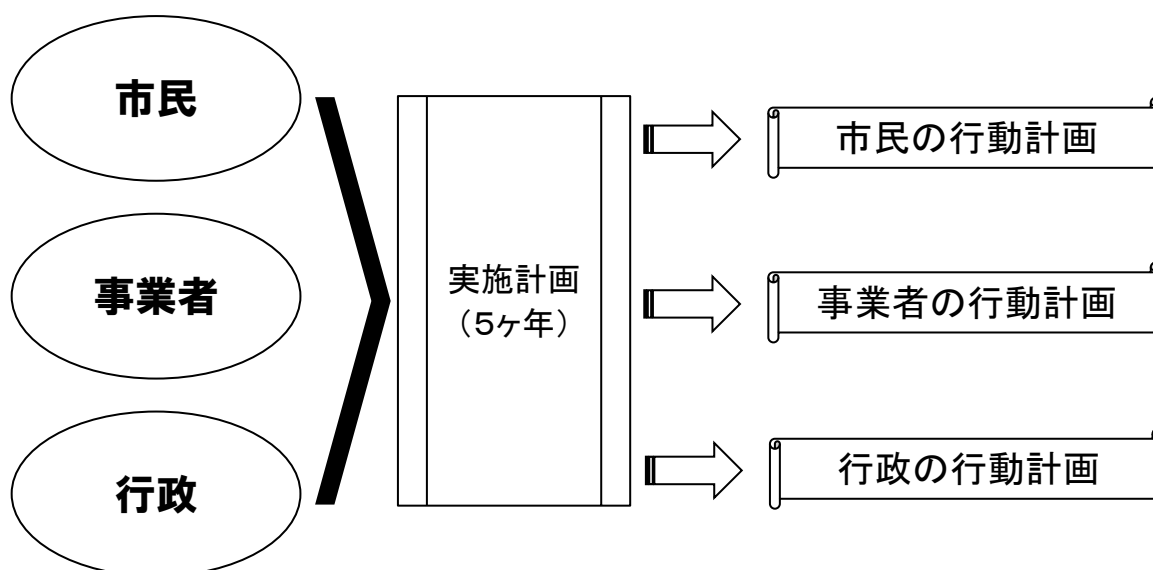 市民
事業者
行政
実施計画
（5ヶ年）
市民の行動計画
事業者の行動計画
行政の行動計画